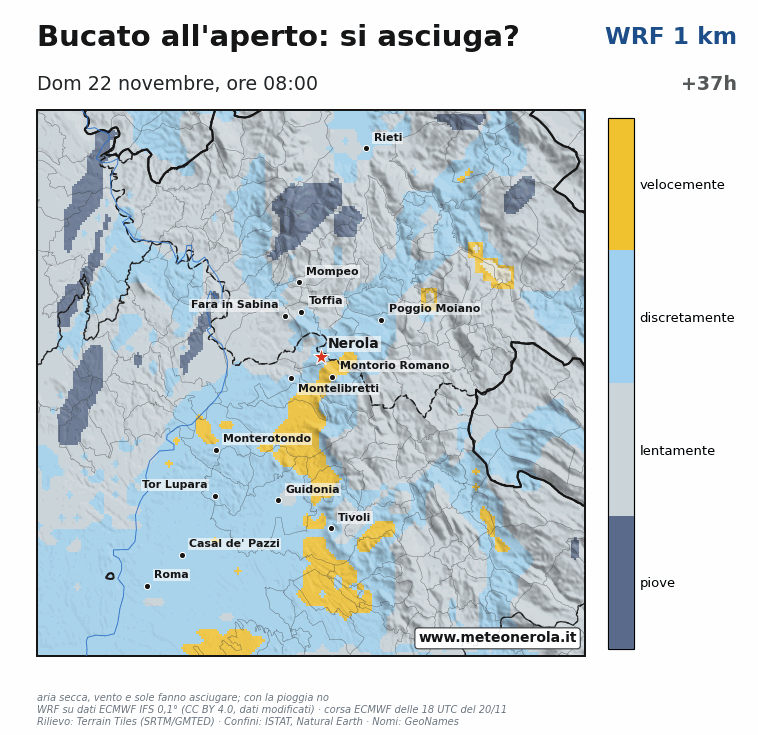 Bucato all'aperto: si asciuga?
WRF 1 km
Dom 22 novembre, ore 08:00
+37h
Rieti
Mompeo
Fara in Sabina
Toffia
Poggio Moiano
Nerola
Montorio Romano
Montelibretti
Monterotondo
Tor Lupara
Guidonia
Tivoli
Casal de' Pazzi
Roma
www.meteonerola.it
velocemente
discretamente
lentamente
piove
aria secca, vento e sole fanno asciugare; con la pioggia no
WRF su dati ECMWF IFS 0,1° (CC BY 4.0, dati modificati) · corsa ECMWF delle 18 UTC del 20/11
Rilievo: Terrain Tiles (SRTM/GMTED) · Confini: ISTAT, Natural Earth · Nomi: GeoNames